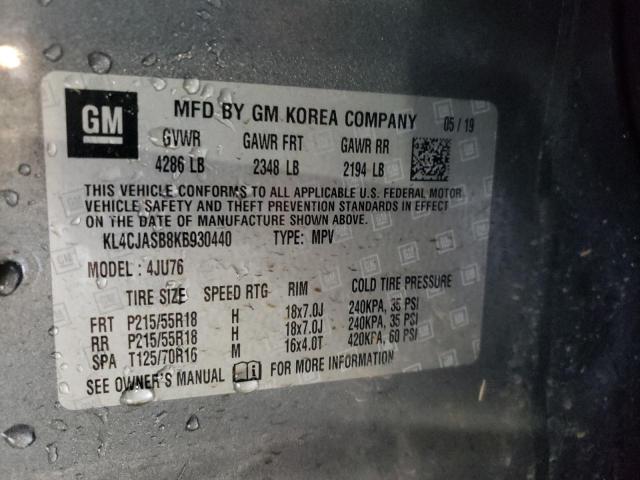 GM
MFD BY GM KOREA COMPANY 05/19
GVWR GAWR FRT GAWR RR
4286 LB 2348 LB 2194 LB
THIS VEHICLE CONFORMS TO ALL APPLICABLE U.S. FEDERAL MOTOR
VEHICLE SAFETY AND THEFT PREVENTION STANDARDS IN EFFECT
ON THE DATE OF MANUFACTURE SHOWN ABOVE.
KL4CJASB8KB930440 TYPE: MPV
MODEL: 4JU76
TIRE SIZE SPEED RTG RIM COLD TIRE PRESSURE
FRT P215/55R18 H 18x7.0J 240KPA, 35 PSI
RR P215/55R18 H 18x7.0J 240KPA, 35 PSI
SPA T125/70R16 M 16x4.0T 420KPA, 60 PSI
SEE OWNER'S MANUAL FOR MORE INFORMATION